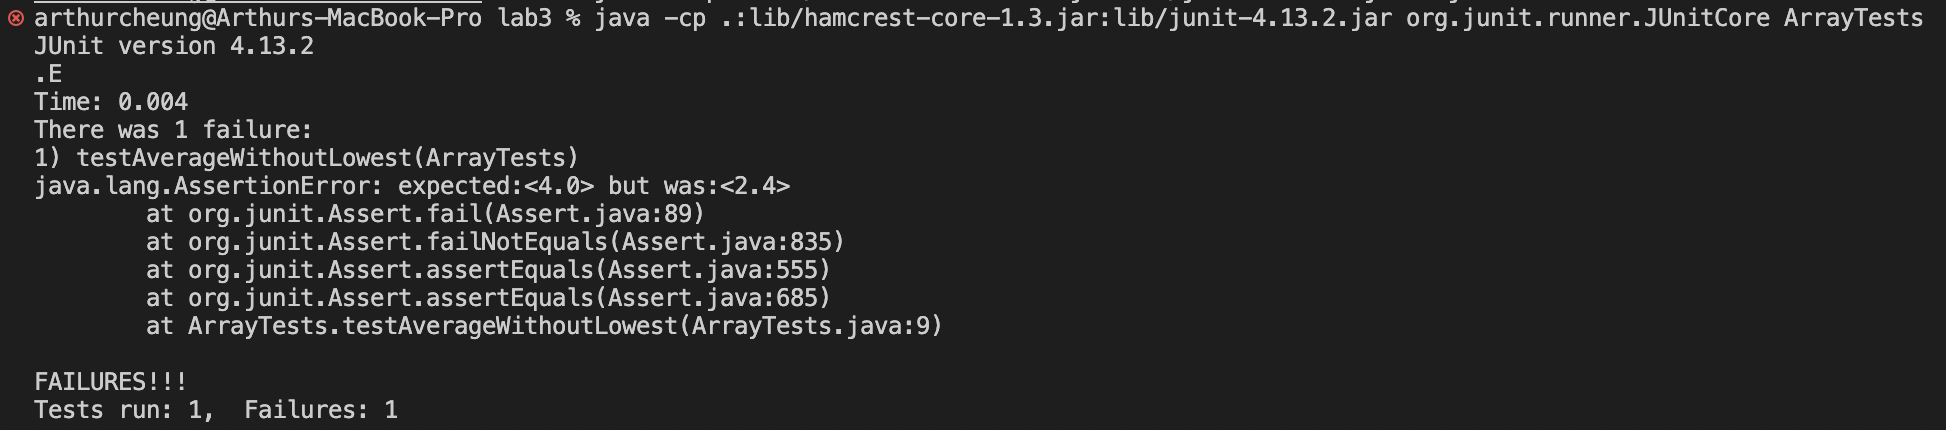 arthurcheung@Arthurs-MacBook-Pro lab3 % java -cp .:lib/hamcrest-core-1.3.jar:lib/junit-4.13.2.jar org.junit.runner.JUnitCore ArrayTests
JUnit version 4.13.2
.E
Time: 0.004
There was 1 failure:
1) testAverageWithoutLowest(ArrayTests)
java.lang.AssertionError: expected:<4.0> but was:<2.4>
        at org.junit.Assert.fail(Assert.java:89)
        at org.junit.Assert.failNotEquals(Assert.java:835)
        at org.junit.Assert.assertEquals(Assert.java:555)
        at org.junit.Assert.assertEquals(Assert.java:685)
        at ArrayTests.testAverageWithoutLowest(ArrayTests.java:9)

FAILURES!!!
Tests run: 1,  Failures: 1